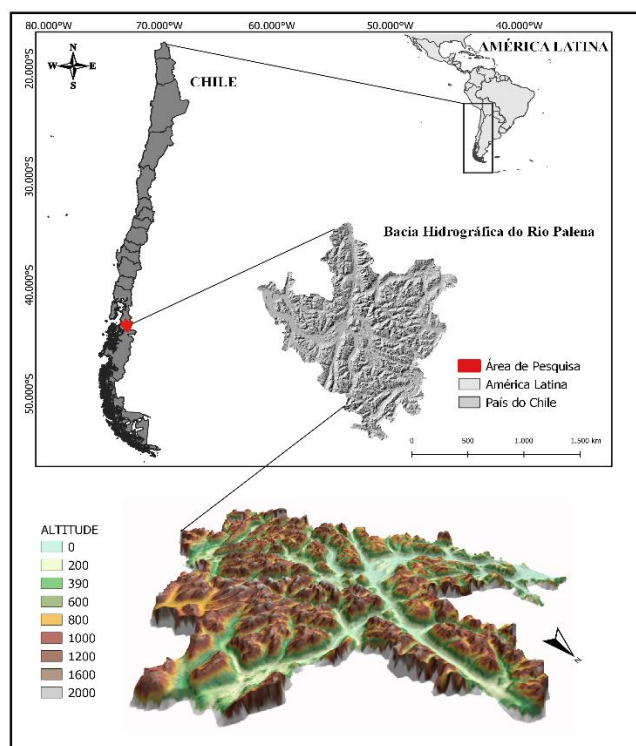 80.000°S 70.000°W 60.000°W 50.000°W 40.000°W
N
W E
S
20.000°S
30.000°S
40.000°S
50.000°S
CHILE
AMÉRICA LATINA
Bacia Hidrográfica do Rio Palena
Área de Pesquisa
América Latina
País do Chile
0 500 1.000 1.500 km
ALTITUDE
0
200
390
600
800
1000
1200
1600
2000
N